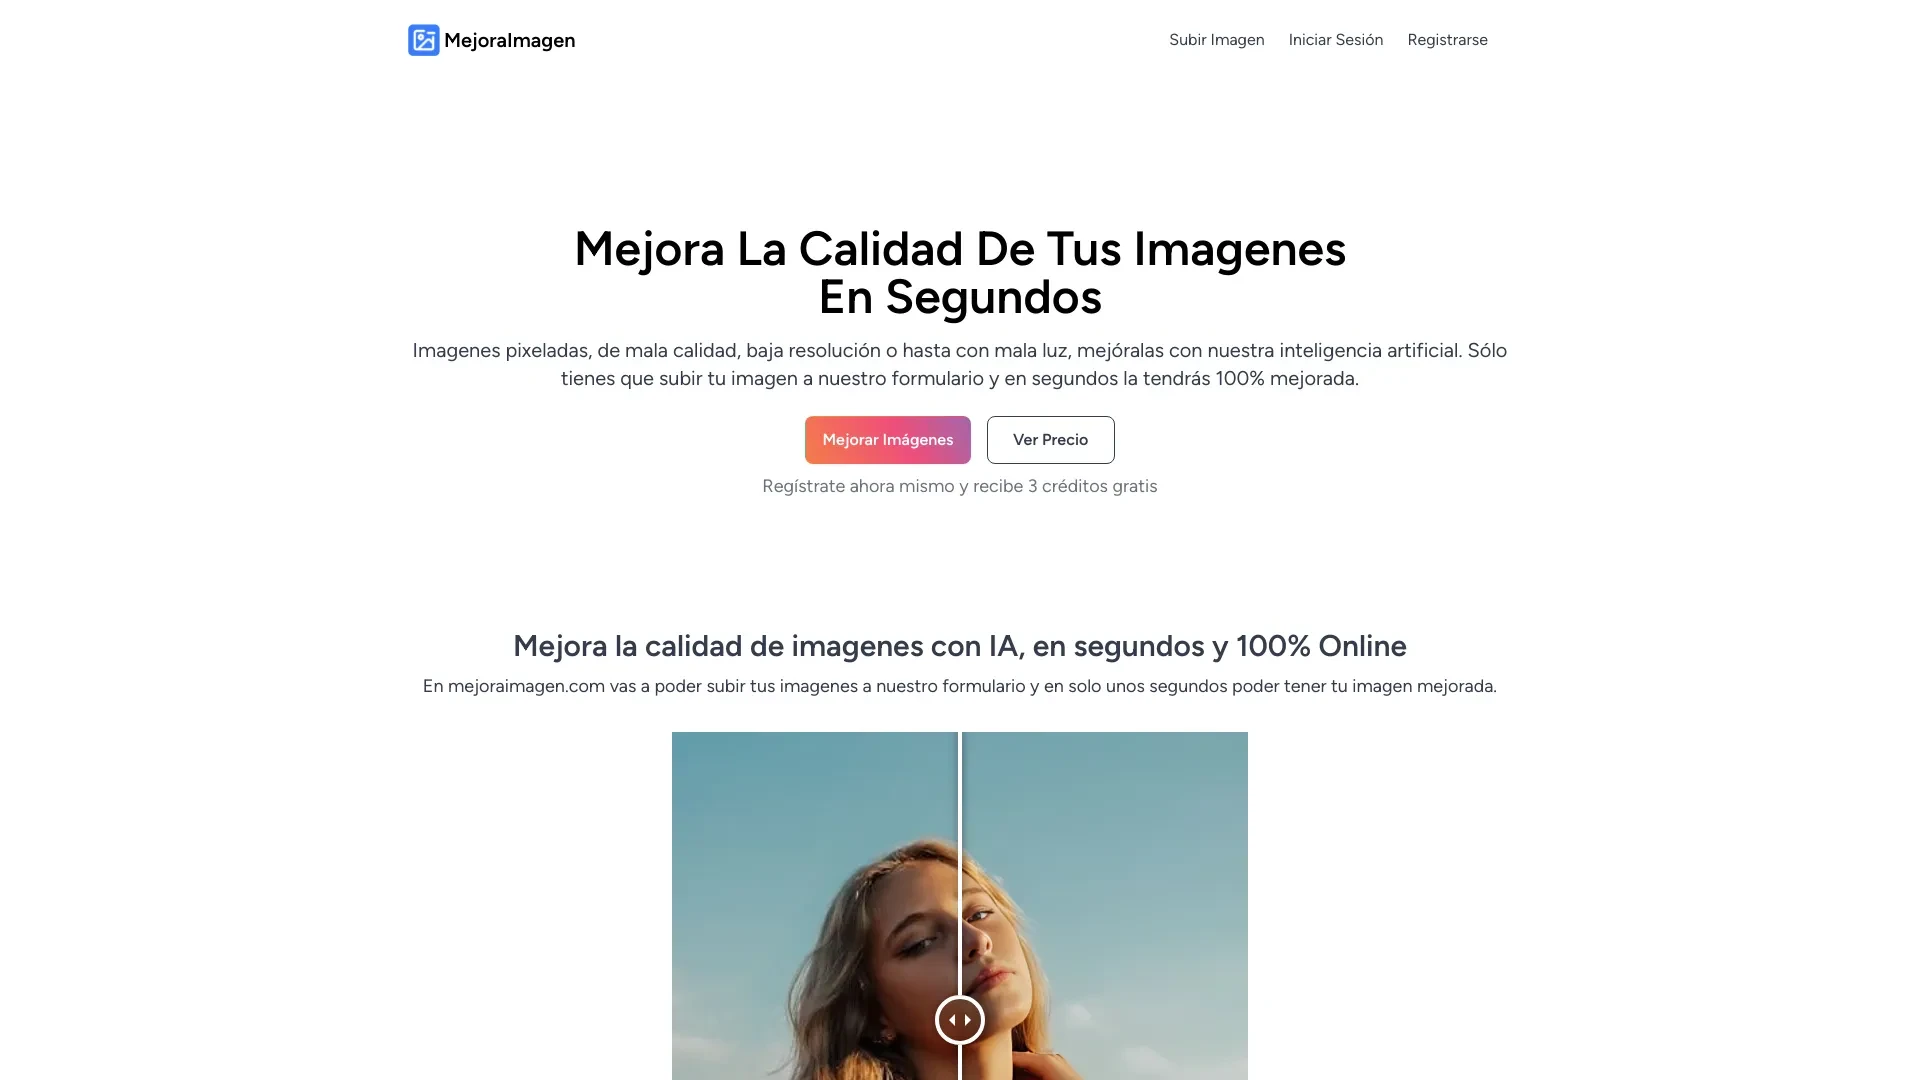 MejoraImagen
Subir Imagen
Iniciar Sesión
Registrarse
Mejora La Calidad De Tus Imagenes
En Segundos
Imagenes pixeladas, de mala calidad, baja resolución o hasta con mala luz, mejóralas con nuestra inteligencia artificial. Sólo
tienes que subir tu imagen a nuestro formulario y en segundos la tendrás 100% mejorada.
Mejorar Imágenes
Ver Precio
Regístrate ahora mismo y recibe 3 créditos gratis
Mejora la calidad de imagenes con IA, en segundos y 100% Online
En mejoraimagen.com vas a poder subir tus imagenes a nuestro formulario y en solo unos segundos poder tener tu imagen mejorada.